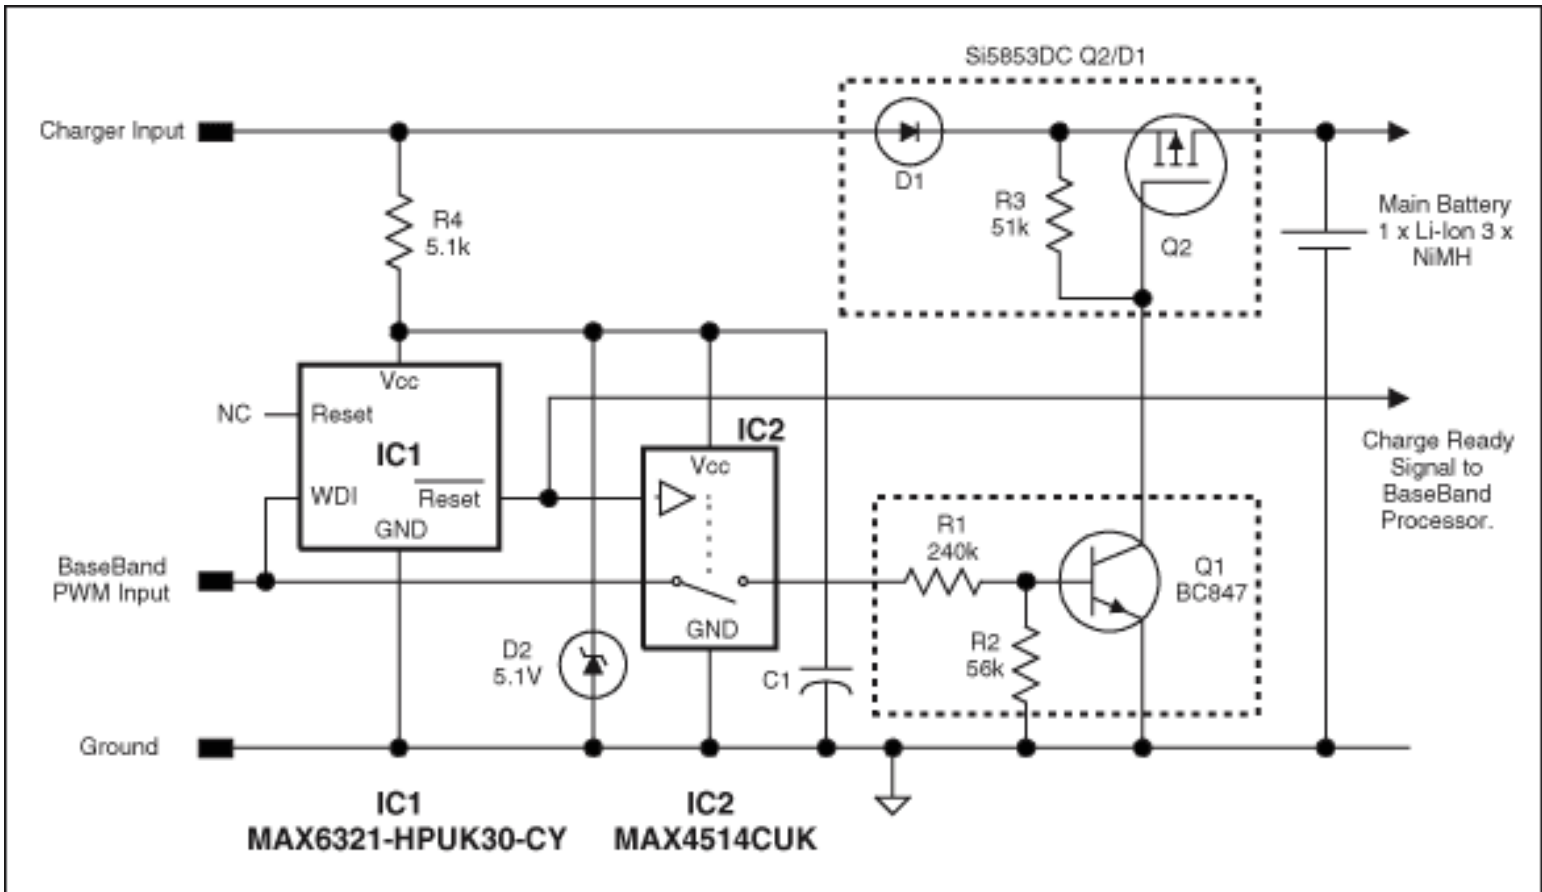 Si5853DC Q2/D1
Charger Input
D1
R3
51k
Q2
Main Battery
1 x Li-Ion 3 x
NiMH
R4
5.1k
Vcc
NC
Reset
IC1
WDI
Reset
GND
IC2
Vcc
GND
Charge Ready
Signal to
BaseBand
Processor.
BaseBand
PWM Input
R1
240k
Q1
BC847
R2
56k
D2
5.1V
C1
Ground
IC1
MAX6321-HPUK30-CY
IC2
MAX4514CUK